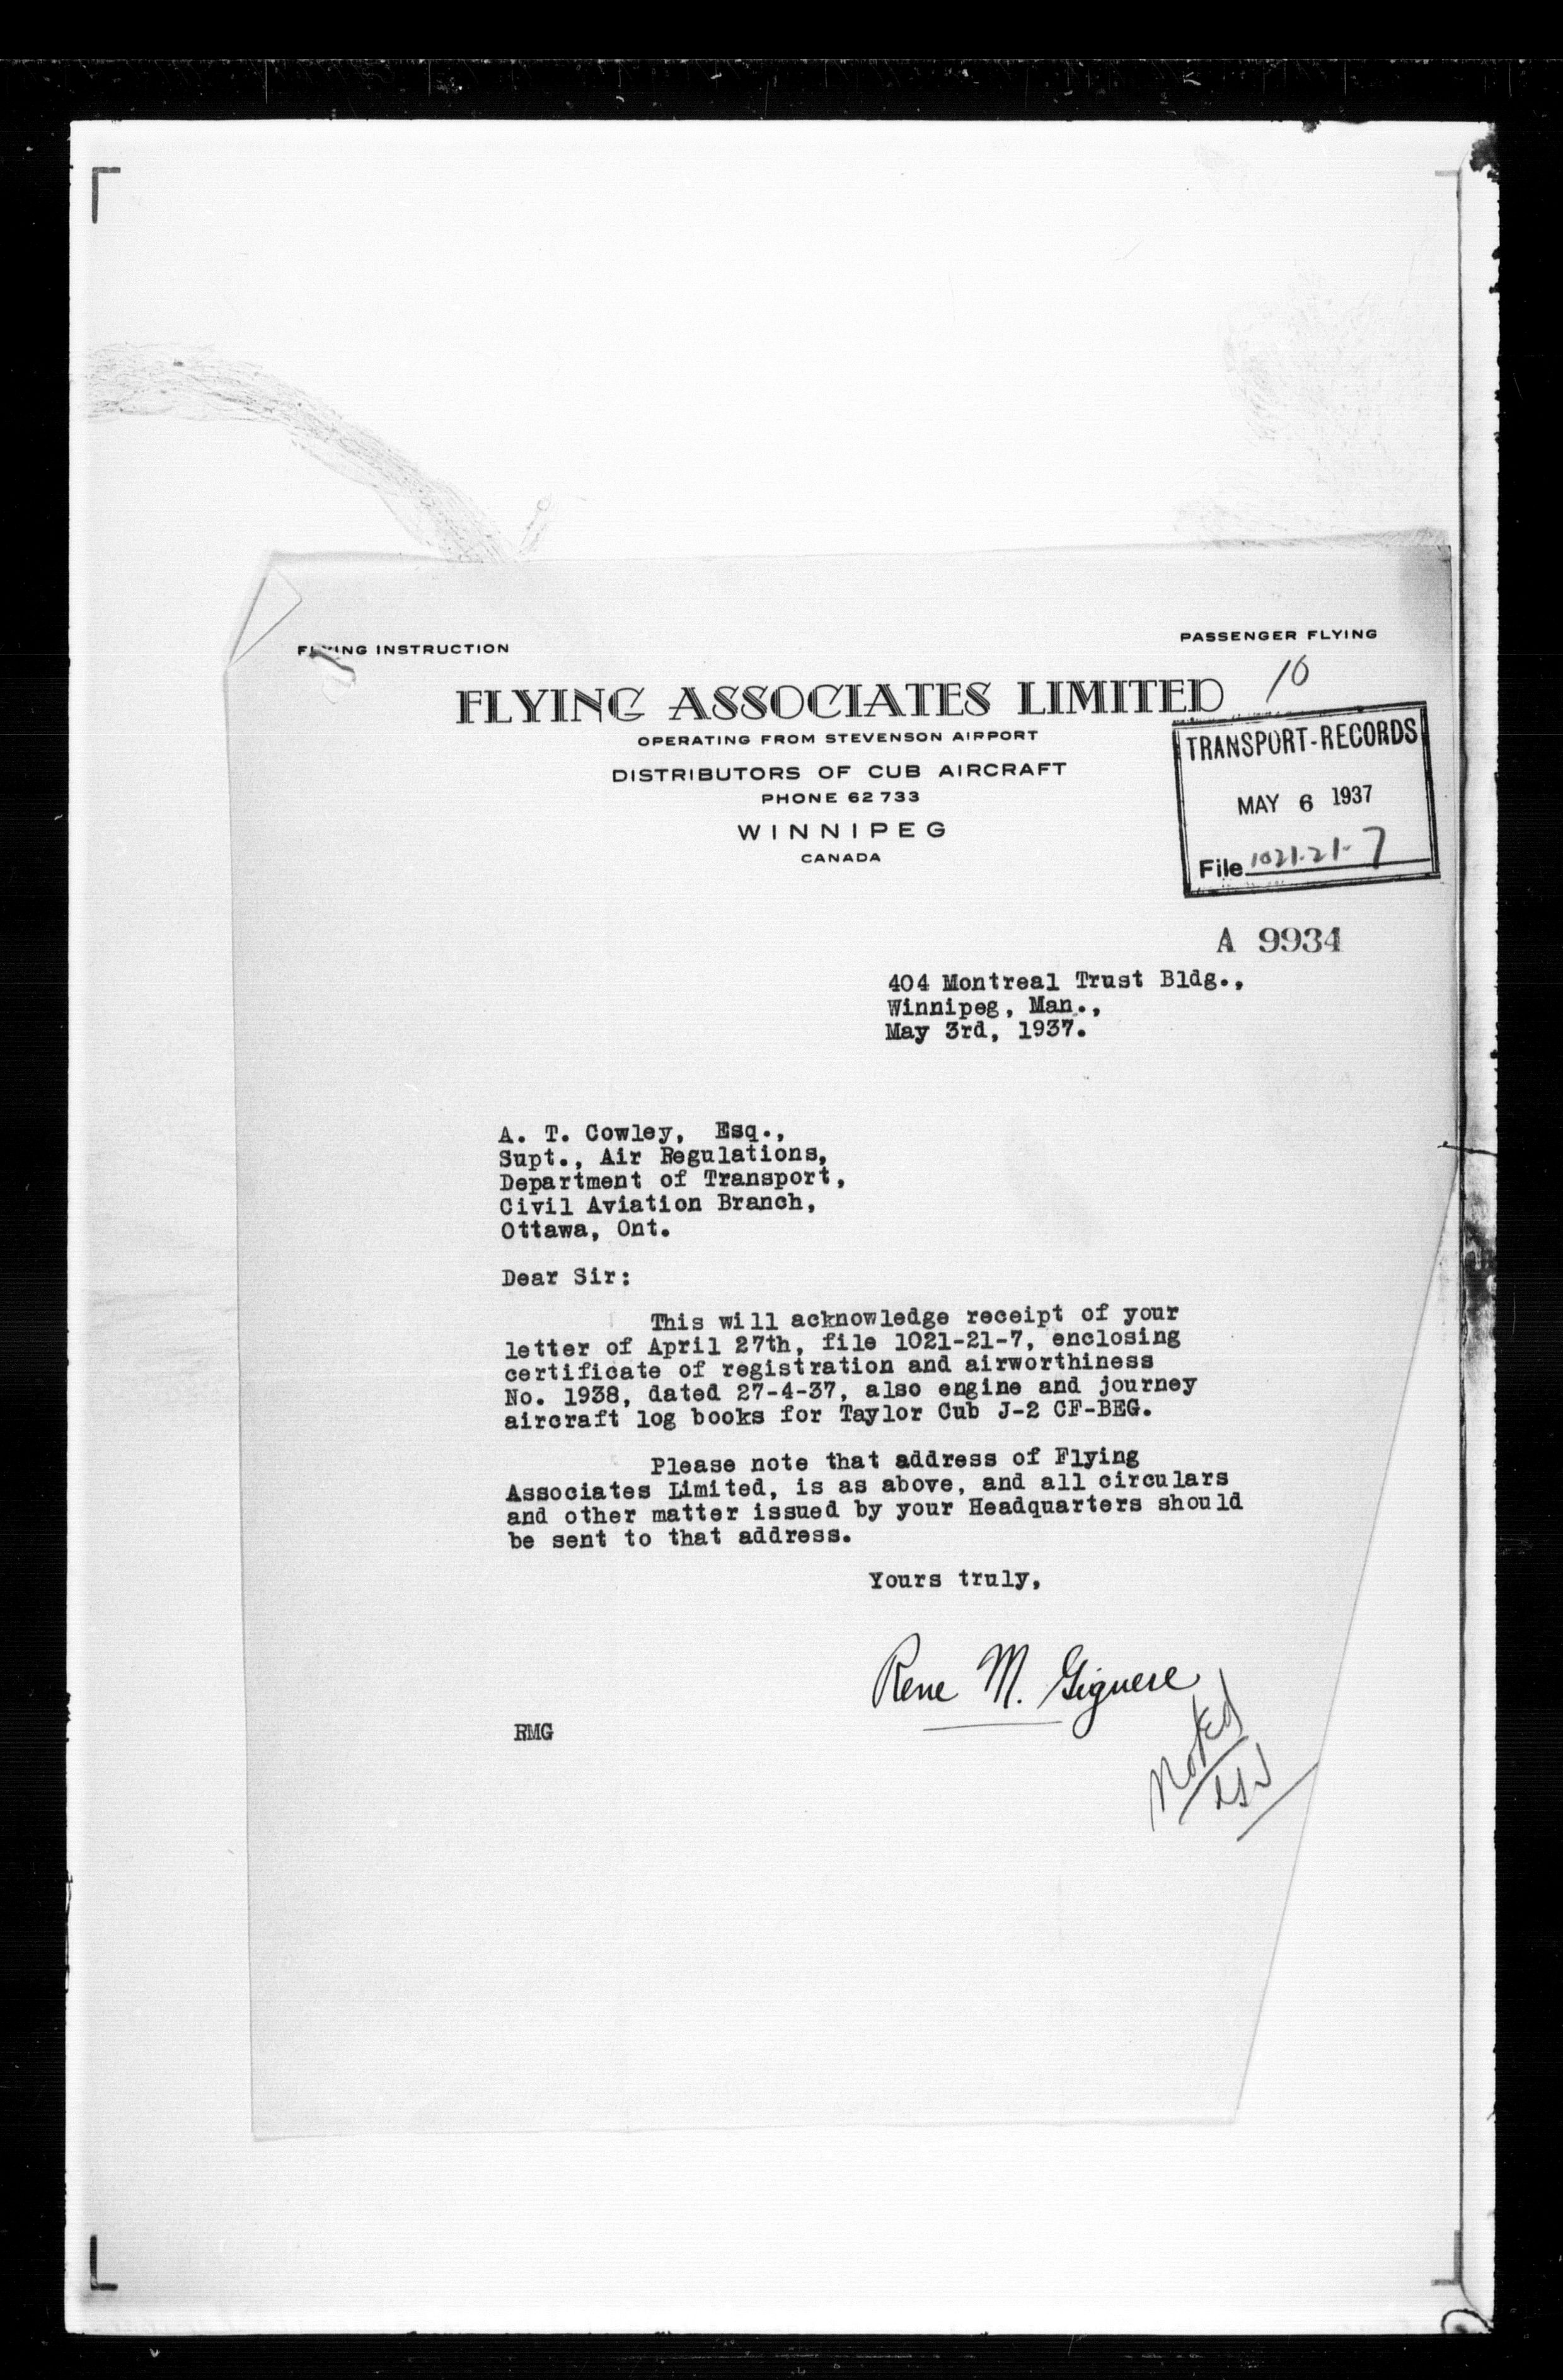 FLYING INSTRUCTION
PASSENGER FLYING
10
FLYING ASSOCIATES LIMITED
OPERATING FROM STEVENSON AIRPORT
DISTRIBUTORS OF CUB AIRCRAFT
PHONE 62 733
WINNIPEG
CANADA
TRANSPORT-RECORDS
MAY 6 1937
File 1021-21-7
A 9934
404 Montreal Trust Bldg.,
Winnipeg, Man.,
May 3rd, 1937.
A. T. Cowley, Esq.,
Supt., Air Regulations,
Department of Transport,
Civil Aviation Branch,
Ottawa, Ont.
Dear Sir:
This will acknowledge receipt of your
letter of April 27th, file 1021-21-7, enclosing
certificate of registration and airworthiness
No. 1938, dated 27-4-37, also engine and journey
aircraft log books for Taylor Cub J-2 CF-BEG.
Please note that address of Flying
Associates Limited, is as above, and all circulars
and other matter issued by your Headquarters should
be sent to that address.
Yours truly,
Rene M. Giguere
RMG
Noted